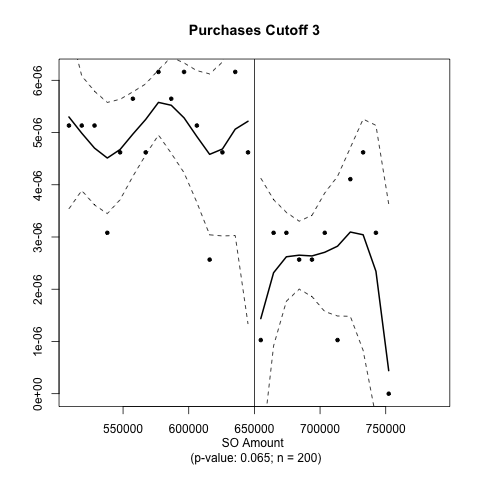 Purchases Cutoff 3
6e-06
5e-06
4e-06
3e-06
2e-06
1e-06
0e+00
550000 600000 650000 700000 750000
SO Amount
(p-value: 0.065; n = 200)